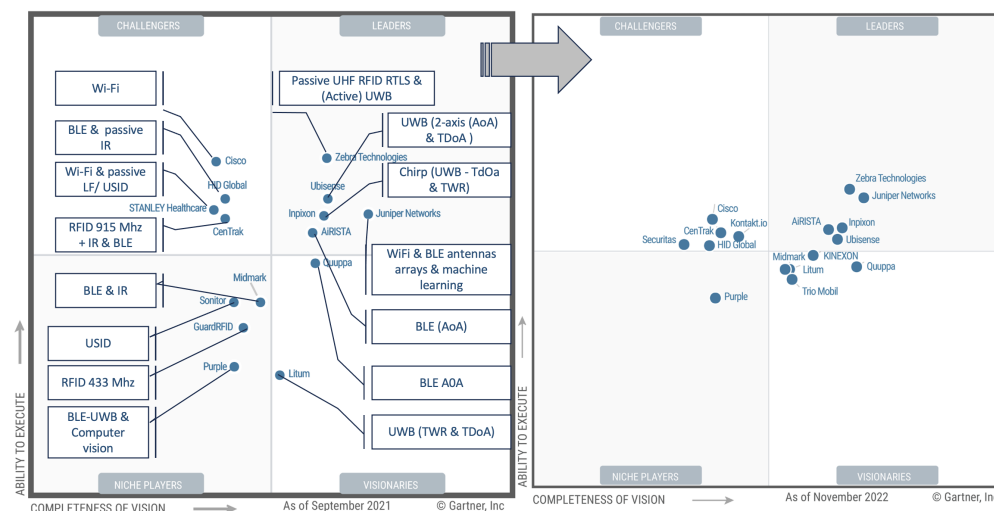 CHALLENGERS
LEADERS
Wi-Fi
BLE & passive
IR
Wi-Fi & passive
LF/ USID
RFID 915 Mhz
+ IR & BLE
BLE & IR
USID
RFID 433 Mhz
BLE-UWB &
Computer
vision
Passive UHF RFID RTLS &
(Active) UWB
UWB (2-axis (AoA)
& TDoA )
Chirp (UWB - TdOa
& TWR)
WiFi & BLE antennas
arrays & machine
learning
BLE (AoA)
BLE A0A
UWB (TWR & TDoA)
Cisco
HID Global
STANLEY Healthcare
CenTrak
Zebra Technologies
Ubisense
Inpixon
Juniper Networks
AiRISTA
Quuppa
Midmark
Sonitor
GuardRFID
Purple
Litum
ABILITY TO EXECUTE
NICHE PLAYERS
VISIONARIES
COMPLETENESS OF VISION
As of September 2021
© Gartner, Inc
CHALLENGERS
LEADERS
Zebra Technologies
Juniper Networks
Cisco
Kontakt.io
CenTrak
Securitas
HID Global
AiRISTA
Inpixon
Ubisense
Midmark
KINEXON
Litum
Quuppa
Trio Mobil
Purple
ABILITY TO EXECUTE
NICHE PLAYERS
VISIONARIES
COMPLETENESS OF VISION
As of November 2022
© Gartner, In